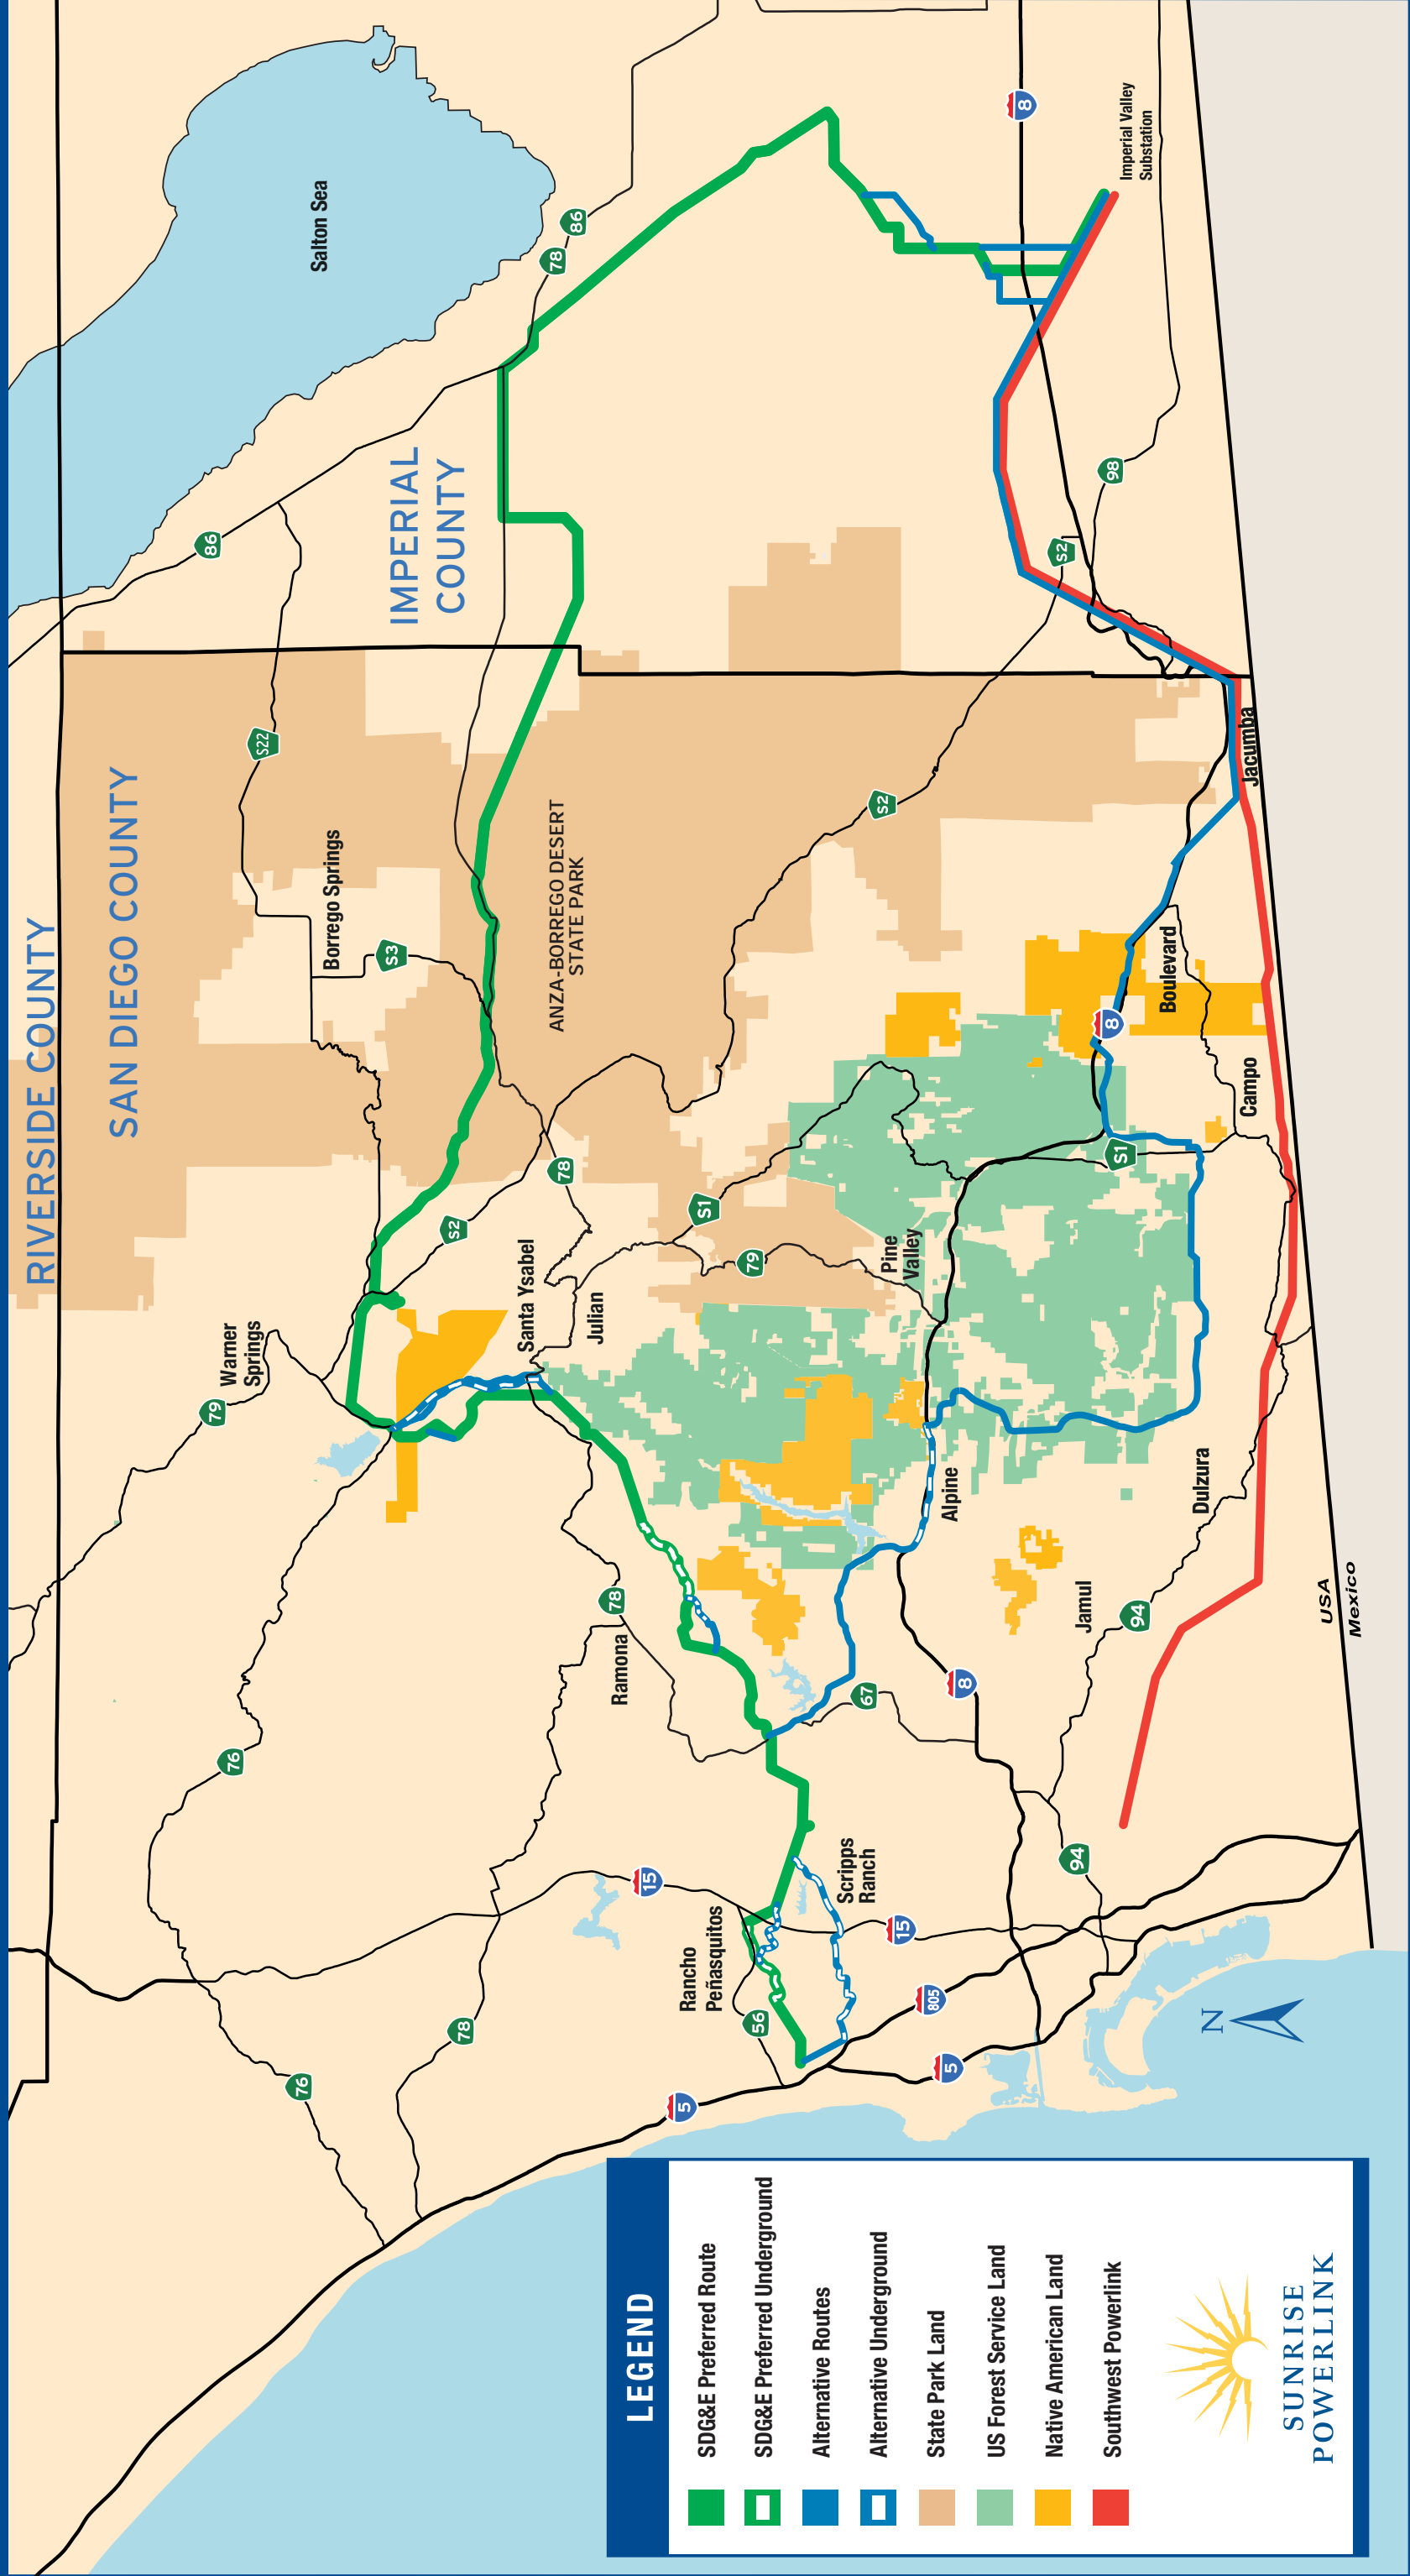 RIVERSIDE COUNTY
SAN DIEGO COUNTY
IMPERIAL
COUNTY
Salton Sea
86
78
86
S22
Borrego Springs
S3
ANZA-BORREGO DESERT
STATE PARK
S2
S2
78
S1
79
Warner
Springs
79
Santa Ysabel
Julian
S2
Pine
Valley
8
Imperial Valley
Substation
98
S2
Jacumba
Boulevard
8
Campo
S1
Alpine
Dulzura
Jamul
94
USA
Mexico
76
78
Ramona
67
8
15
Scripps
Ranch
Rancho
Peñasquitos
56
15
805
94
76
78
5
5
N
LEGEND
SDG&E Preferred Route
SDG&E Preferred Underground
Alternative Routes
Alternative Underground
State Park Land
US Forest Service Land
Native American Land
Southwest Powerlink
SUNRISE
POWERLINK